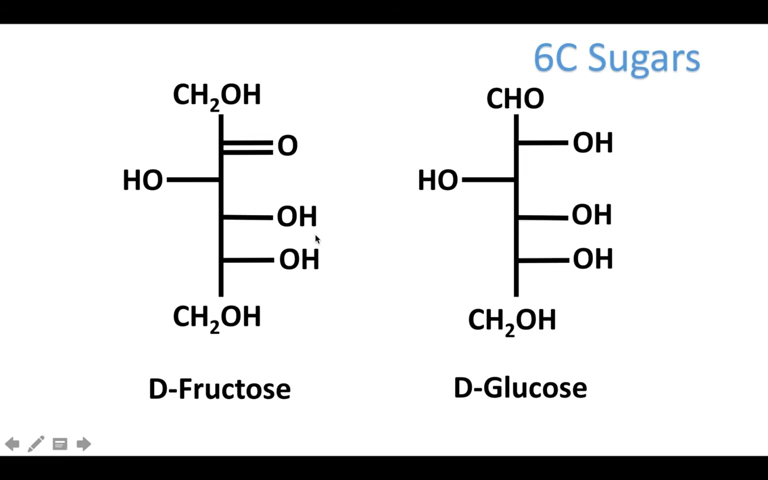 6C Sugars
CH₂OH
O
HO
OH
OH
CH₂OH
D-Fructose
CHO
OH
HO
OH
OH
CH₂OH
D-Glucose